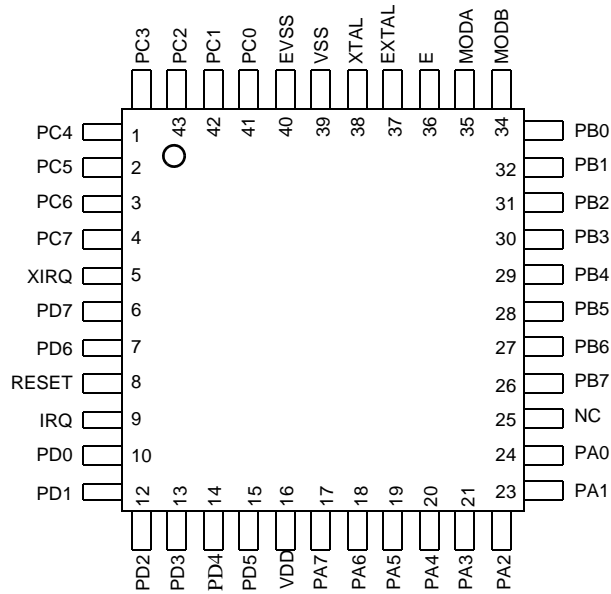 PC3 PC2 PC1 PC0 EVSS VSS XTAL EXTAL E MODA MODB
43 42 41 40 39 38 37 36 35 34
PC4 1 PB0
PC5 2 32 PB1
PC6 3 31 PB2
PC7 4 30 PB3
XIRQ 5 29 PB4
PD7 6 28 PB5
PD6 7 27 PB6
RESET 8 26 PB7
IRQ 9 25 NC
PD0 10 24 PA0
PD1 23 PA1
12 13 14 15 16 17 18 19 20 21
PD2 PD3 PD4 PD5 VDD PA7 PA6 PA5 PA4 PA3 PA2